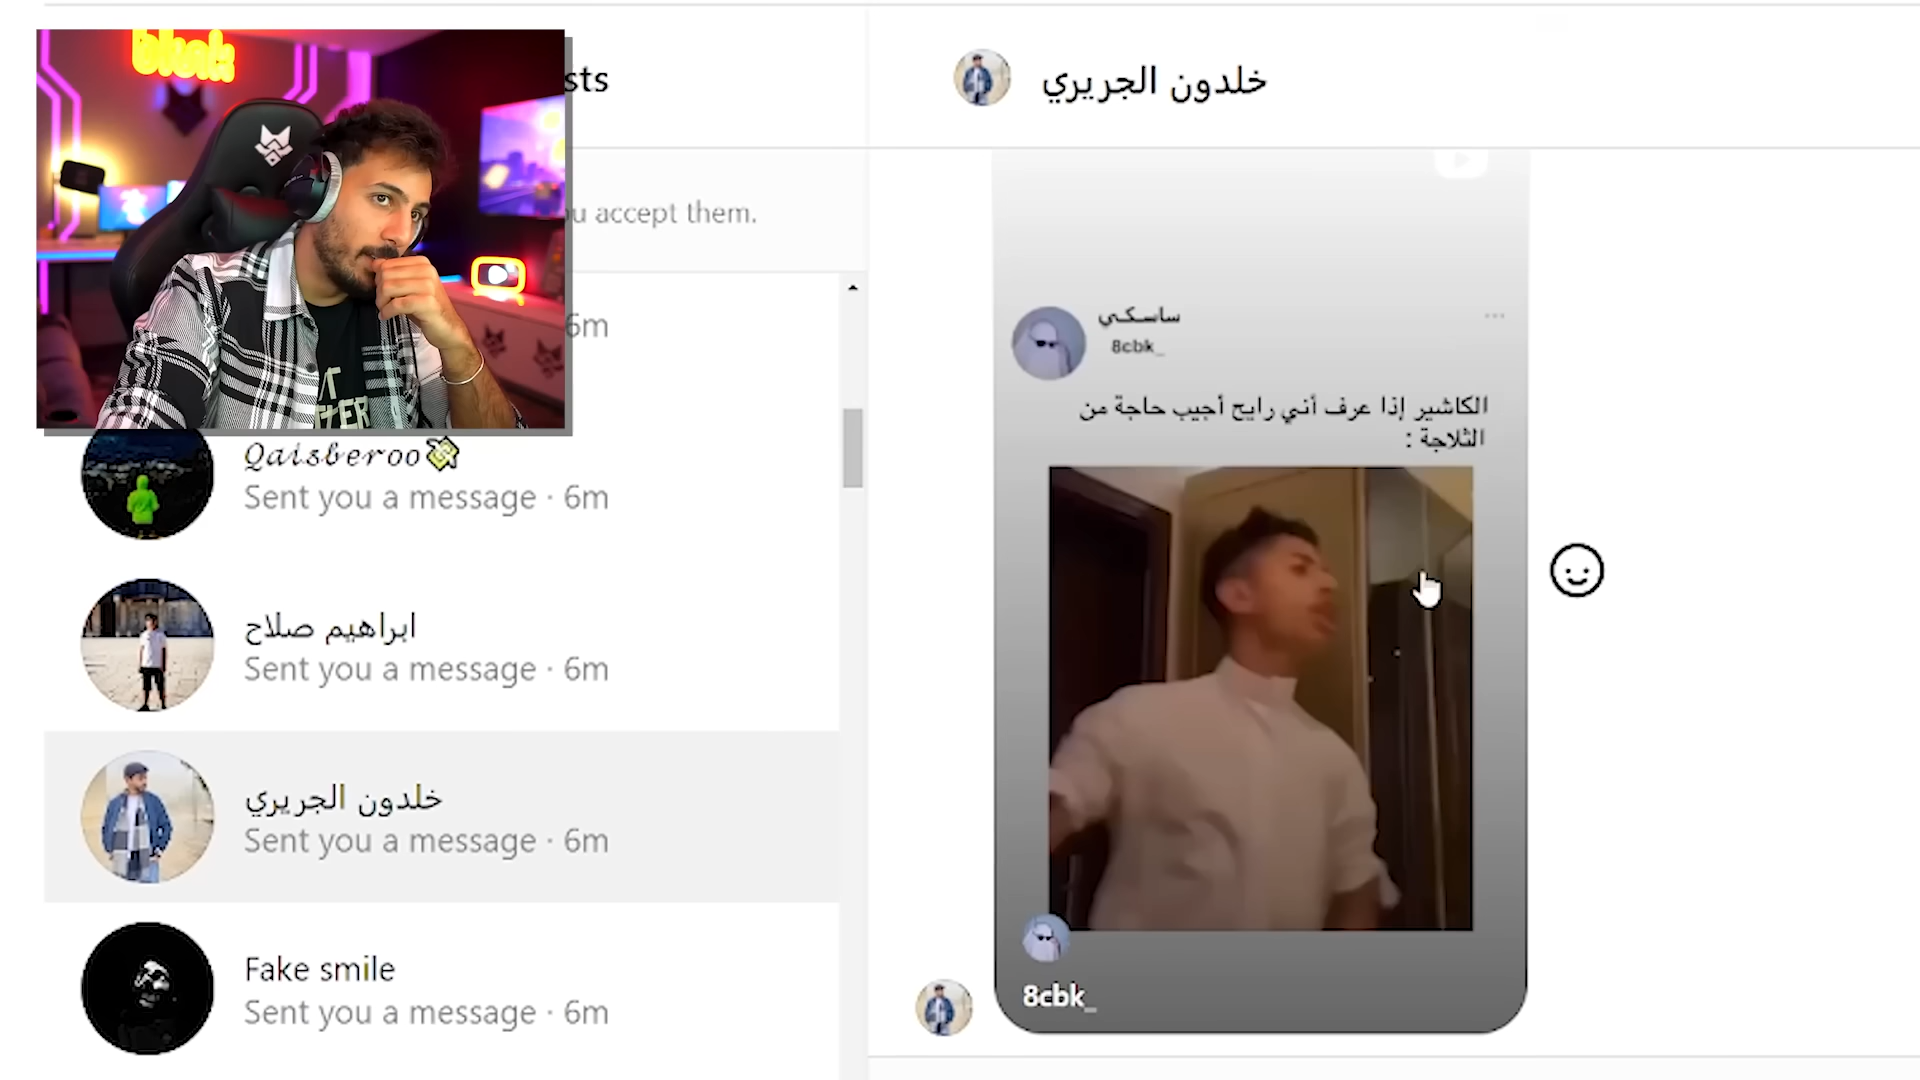 blnk
sts
u accept them.
6m
Qaisberoo
Sent you a message · 6m
ابراهيم صلاح
Sent you a message · 6m
خلدون الجريري
Sent you a message · 6m
Fake smile
Sent you a message · 6m
خلدون الجريري
ساسكي
8cbk_
الكاشير إذا عرف أني رايح أجيب حاجة من
الثلاجة :
8cbk_